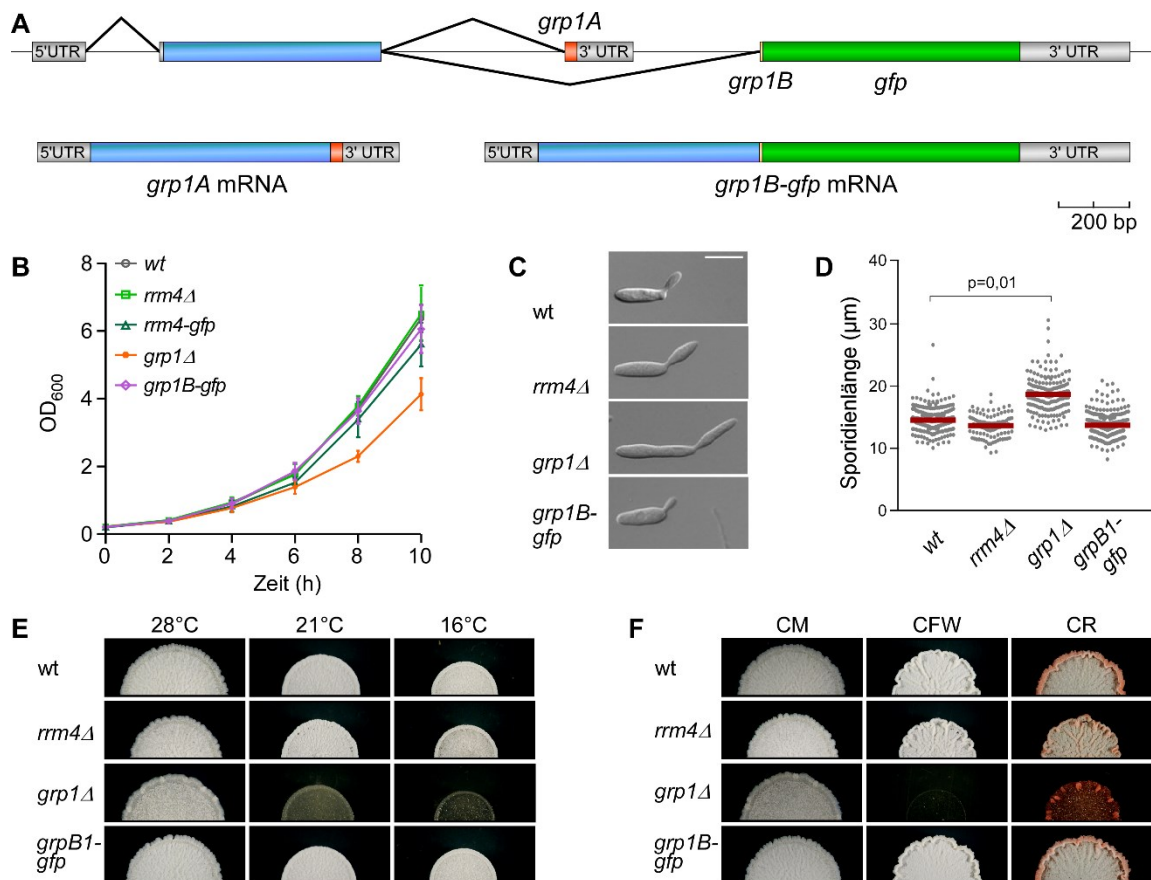 A
grp1A
5'UTR
3' UTR
3' UTR
grp1B
gfp
5'UTR
3' UTR
5'UTR
3' UTR
grp1A mRNA
grp1B-gfp mRNA
200 bp
B
8
6
4
2
0
OD600
wt
rrm4Δ
rrm4-gfp
grp1Δ
grp1B-gfp
0 2 4 6 8 10
Zeit (h)
C
wt
rrm4Δ
grp1Δ
grp1B-
gfp
D
40
30
20
10
0
Sporidienlänge (µm)
p=0,01
wt
rrm4Δ
grp1Δ
grpB1-
gfp
E
28°C 21°C 16°C
wt
rrm4Δ
grp1Δ
grpB1-
gfp
F
CM CFW CR
wt
rrm4Δ
grp1Δ
grp1B-
gfp